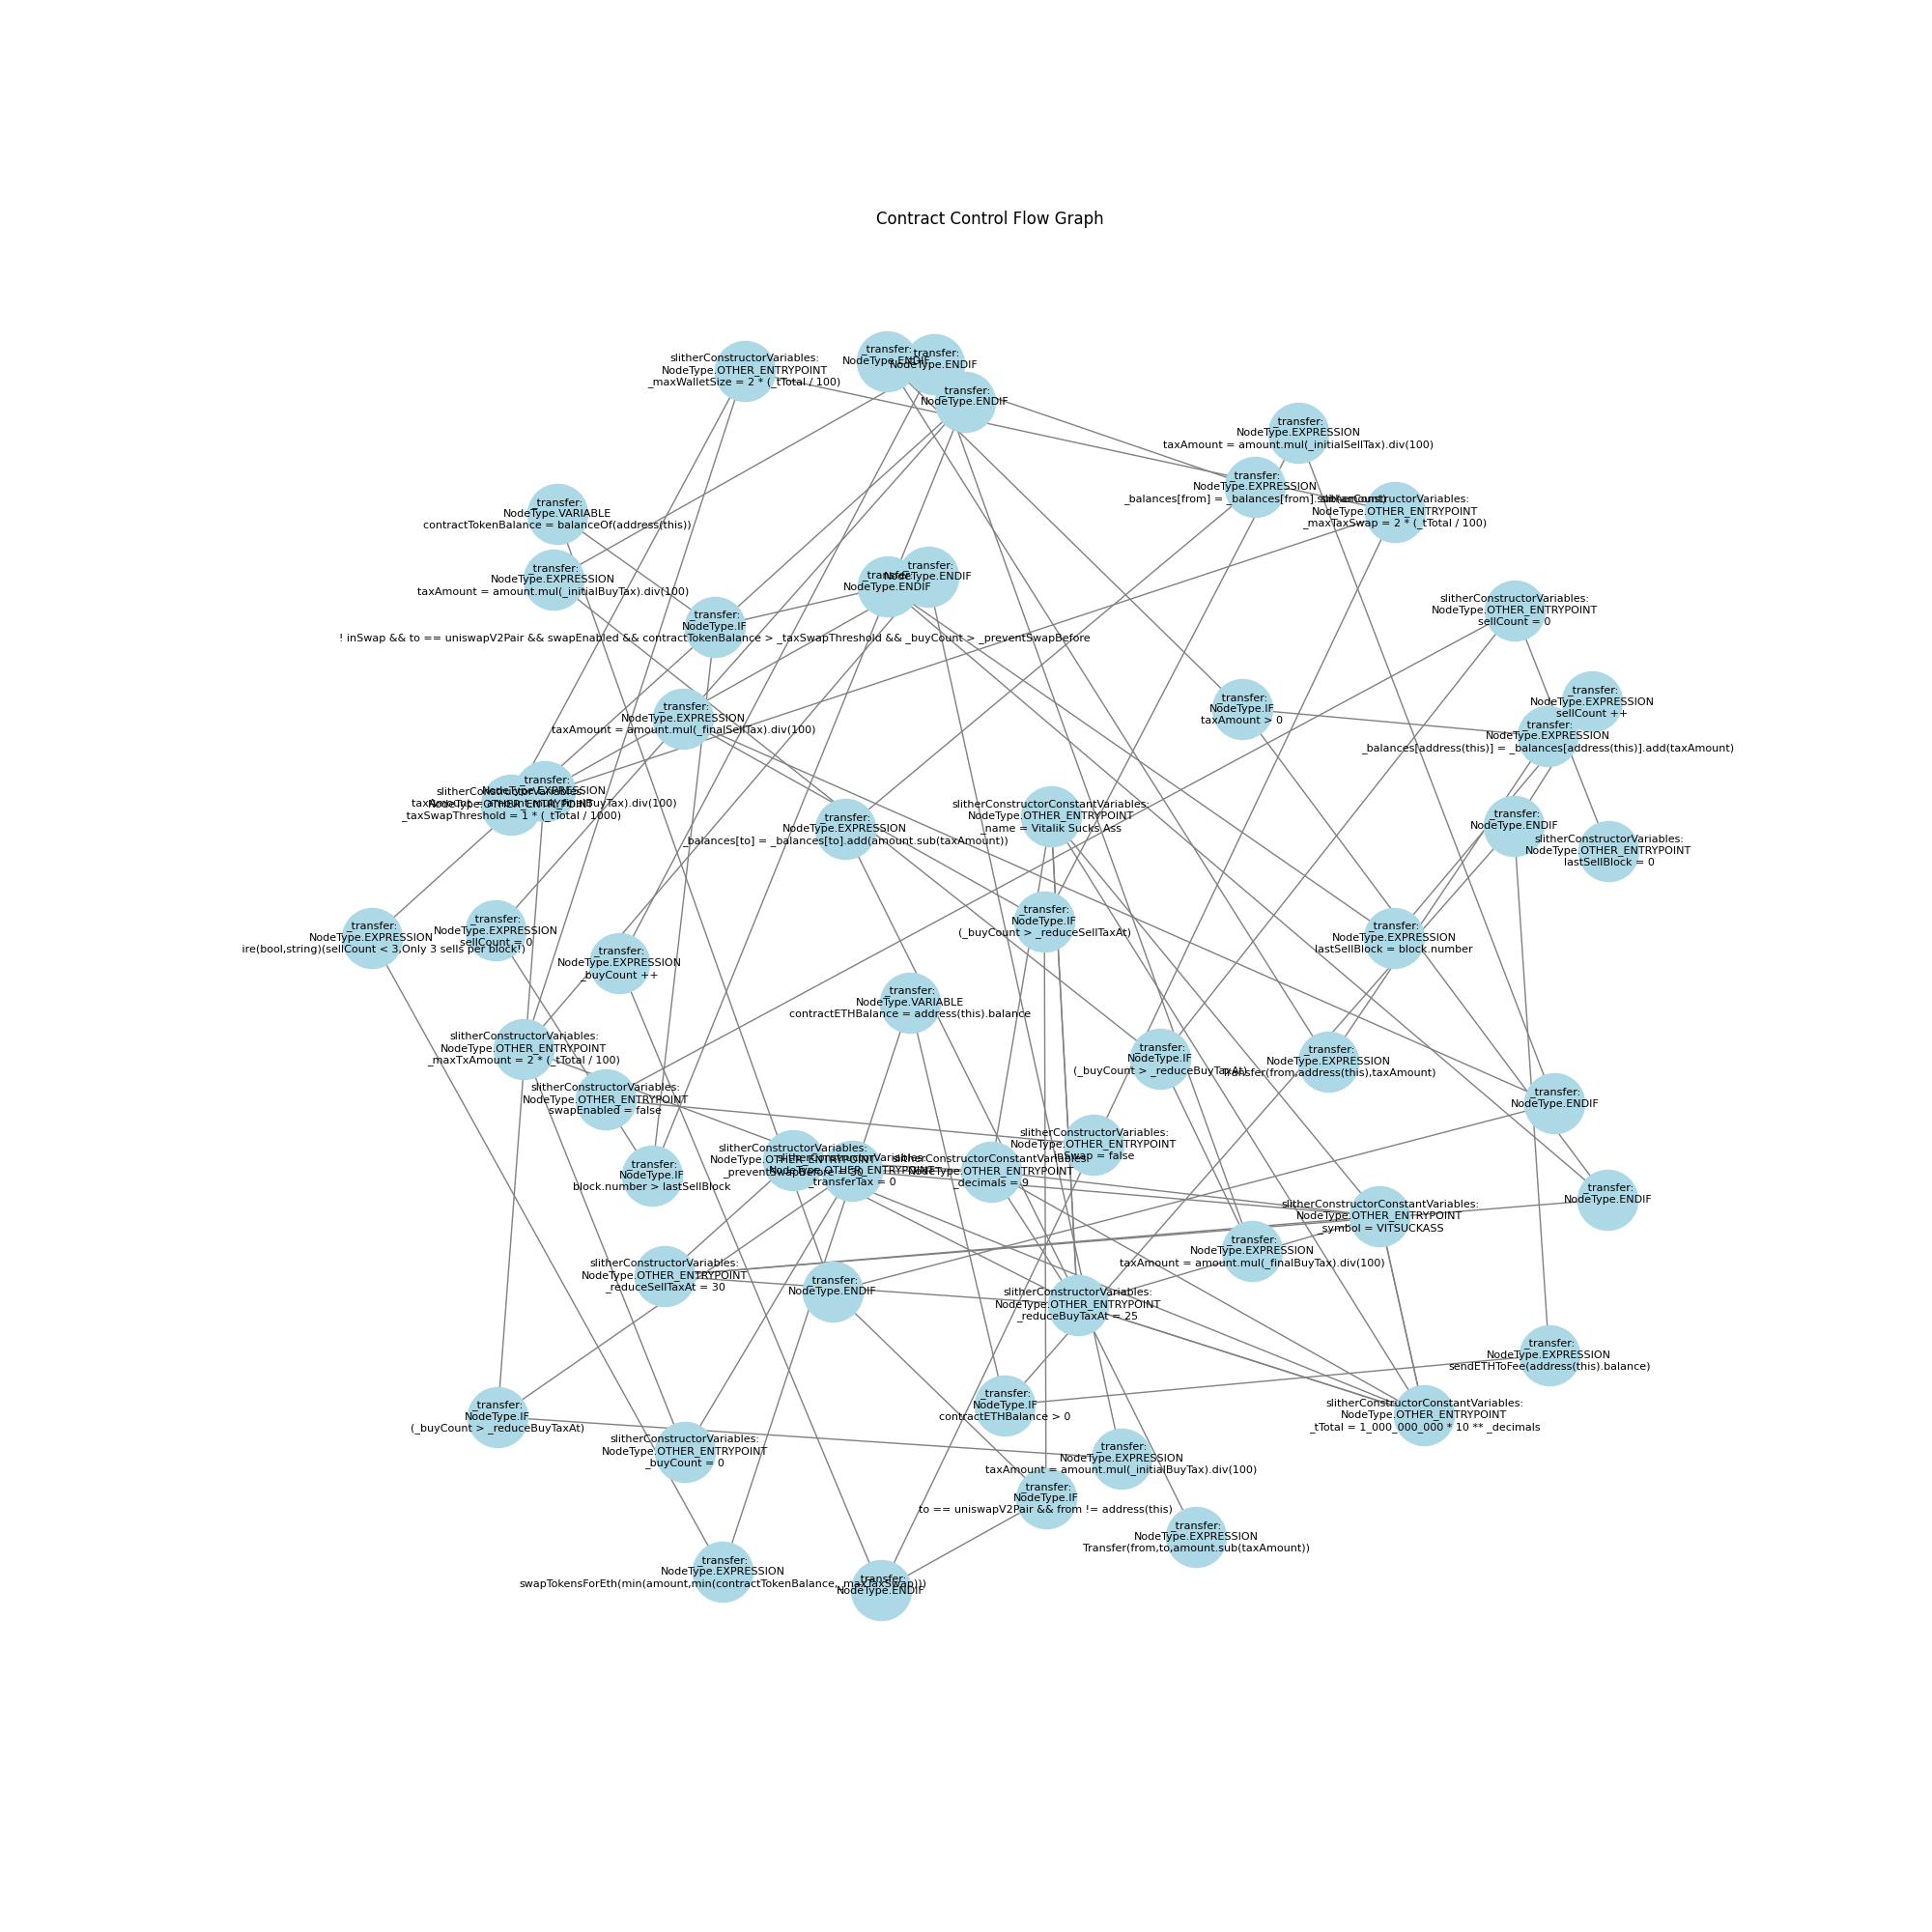 Contract Control Flow Graph
slitherConstructorVariables:
NodeType.OTHER_ENTRYPOINT
_maxWalletSize = 2 * (_tTotal / 100)
_transfer:
NodeType.ENDIF
_transfer:
NodeType.ENDIF
_transfer:
NodeType.ENDIF
_transfer:
NodeType.EXPRESSION
taxAmount = amount.mul(_initialSellTax).div(100)
_transfer:
NodeType.EXPRESSION
_balances[from] = _balances[from].sub(amount)
slitherConstructorVariables:
NodeType.OTHER_ENTRYPOINT
_maxTaxSwap = 2 * (_tTotal / 100)
_transfer:
NodeType.VARIABLE
contractTokenBalance = balanceOf(address(this))
_transfer:
NodeType.EXPRESSION
taxAmount = amount.mul(_initialBuyTax).div(100)
_transfer:
NodeType.ENDIF
_transfer:
NodeType.ENDIF
_transfer:
NodeType.IF
! inSwap && to == uniswapV2Pair && swapEnabled && contractTokenBalance > _taxSwapThreshold && _buyCount > _preventSwapBefore
slitherConstructorVariables:
NodeType.OTHER_ENTRYPOINT
sellCount = 0
_transfer:
NodeType.EXPRESSION
sellCount ++
_transfer:
NodeType.IF
taxAmount > 0
_transfer:
NodeType.EXPRESSION
_balances[address(this)] = _balances[address(this)].add(taxAmount)
_transfer:
NodeType.EXPRESSION
taxAmount = amount.mul(_finalSellTax).div(100)
_transfer:
NodeType.EXPRESSION
taxAmount = amount.mul(_finalBuyTax).div(100)
slitherConstructorVariables:
NodeType.OTHER_ENTRYPOINT
_taxSwapThreshold = 1 * (_tTotal / 1000)
_transfer:
NodeType.EXPRESSION
_balances[to] = _balances[to].add(amount.sub(taxAmount))
slitherConstructorConstantVariables:
NodeType.OTHER_ENTRYPOINT
_name = Vitalik Sucks Ass
_transfer:
NodeType.ENDIF
slitherConstructorVariables:
NodeType.OTHER_ENTRYPOINT
lastSellBlock = 0
_transfer:
NodeType.EXPRESSION
ire(bool,string)(sellCount < 3,Only 3 sells per block!)
_transfer:
NodeType.EXPRESSION
sellCount = 0
_transfer:
NodeType.IF
(_buyCount > _reduceSellTaxAt)
_transfer:
NodeType.EXPRESSION
lastSellBlock = block.number
_transfer:
NodeType.EXPRESSION
_buyCount ++
_transfer:
NodeType.VARIABLE
contractETHBalance = address(this).balance
slitherConstructorVariables:
NodeType.OTHER_ENTRYPOINT
_maxTxAmount = 2 * (_tTotal / 100)
_transfer:
NodeType.IF
(_buyCount > _reduceBuyTaxAt)
_transfer:
NodeType.EXPRESSION
Transfer(from,address(this),taxAmount)
slitherConstructorVariables:
NodeType.OTHER_ENTRYPOINT
swapEnabled = false
_transfer:
NodeType.ENDIF
slitherConstructorVariables:
NodeType.OTHER_ENTRYPOINT
inSwap = false
_transfer:
NodeType.IF
block.number > lastSellBlock
slitherConstructorVariables:
NodeType.OTHER_ENTRYPOINT
_preventSwapBefore = 30
slitherConstructorVariables:
NodeType.OTHER_ENTRYPOINT
_transferTax = 0
slitherConstructorConstantVariables:
NodeType.OTHER_ENTRYPOINT
_decimals = 9
_transfer:
NodeType.ENDIF
slitherConstructorConstantVariables:
NodeType.OTHER_ENTRYPOINT
_symbol = VITSUCKASS
_transfer:
NodeType.EXPRESSION
taxAmount = amount.mul(_finalBuyTax).div(100)
slitherConstructorVariables:
NodeType.OTHER_ENTRYPOINT
_reduceSellTaxAt = 30
_transfer:
NodeType.ENDIF
slitherConstructorVariables:
NodeType.OTHER_ENTRYPOINT
_reduceBuyTaxAt = 25
_transfer:
NodeType.EXPRESSION
sendETHToFee(address(this).balance)
_transfer:
NodeType.IF
(_buyCount > _reduceBuyTaxAt)
_transfer:
NodeType.IF
contractETHBalance > 0
slitherConstructorConstantVariables:
NodeType.OTHER_ENTRYPOINT
_tTotal = 1_000_000_000 * 10 ** _decimals
slitherConstructorVariables:
NodeType.OTHER_ENTRYPOINT
_buyCount = 0
_transfer:
NodeType.EXPRESSION
taxAmount = amount.mul(_initialBuyTax).div(100)
_transfer:
NodeType.IF
to == uniswapV2Pair && from != address(this)
_transfer:
NodeType.EXPRESSION
Transfer(from,to,amount.sub(taxAmount))
_transfer:
NodeType.EXPRESSION
swapTokensForEth(min(amount,min(contractTokenBalance,_maxTaxSwap)))
_transfer:
NodeType.ENDIF